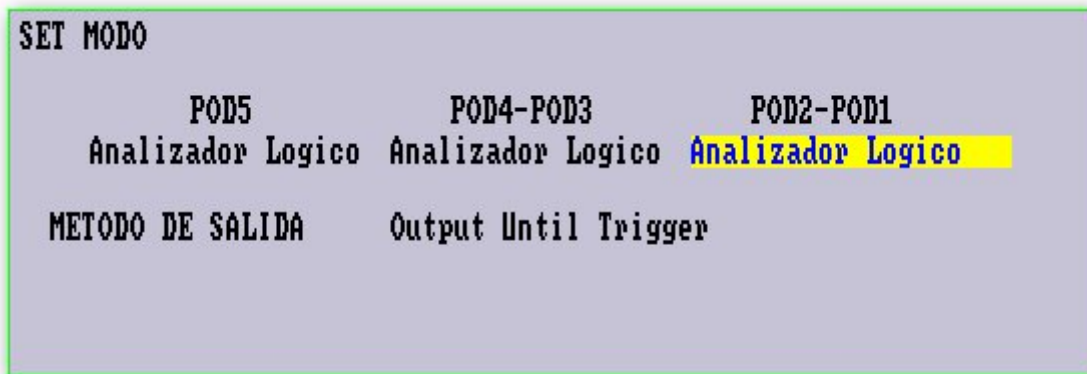 SET MODO
POD5 POD4-POD3 POD2-POD1
Analizador Logico Analizador Logico Analizador Logico
METODO DE SALIDA Output Until Trigger